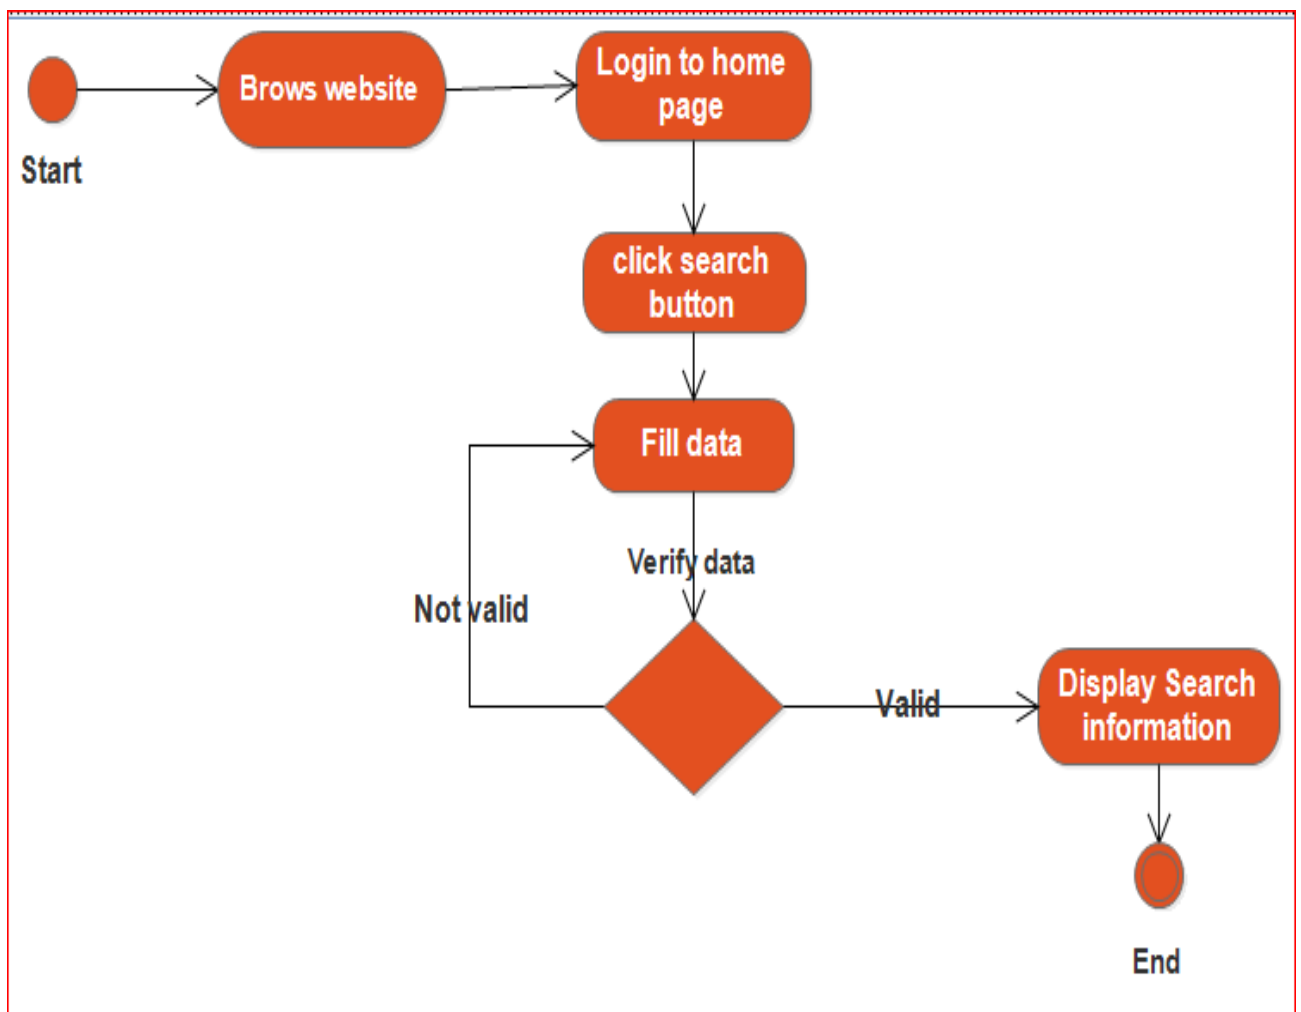 Start
Brows website
Login to home
page
click search
button
Fill data
Verify data
Not valid
Valid
Display Search
information
End